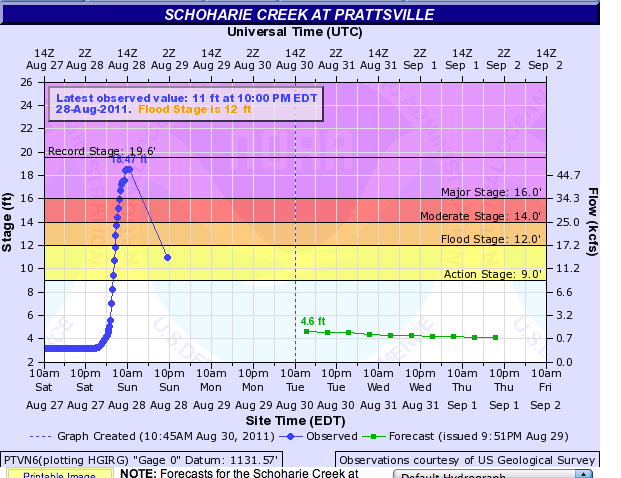 SCHOHARIE CREEK AT PRATTSVILLE
Universal Time (UTC)
14Z 2Z 14Z 2Z 14Z 2Z 14Z 2Z 14Z 2Z 14Z 2Z 14Z
Aug 27 Aug 28 Aug 28 Aug 29 Aug 29 Aug 30 Aug 30 Aug 31 Aug 31 Sep 1 Sep 1 Sep 2 Sep 2
Latest observed value: 11 ft at 10:00 PM EDT
28-Aug-2011. Flood Stage is 12 ft
Record Stage: 19.6'
18.47 ft
Major Stage: 16.0'
Moderate Stage: 14.0'
Flood Stage: 12.0'
Action Stage: 9.0'
4.6 ft
Stage (ft)
26
24
22
20
18
16
14
12
10
8
6
4
2
Flow (kcfs)
44.7
34.3
25.0
17.2
11.2
6.6
3.2
0.7
0.0
NOAA
10am 10pm 10am 10pm 10am 10pm 10am 10pm 10am 10pm 10am 10pm 10am
Sat Sat Sun Sun Mon Mon Tue Tue Wed Wed Thu Thu Fri
Aug 27 Aug 27 Aug 28 Aug 28 Aug 29 Aug 29 Aug 30 Aug 30 Aug 31 Aug 31 Sep 1 Sep 1 Sep 2
Site Time (EDT)
Graph Created (10:45AM Aug 30, 2011) Observed Forecast (issued 9:51PM Aug 29)
PTVN6(plotting HGIRG) "Gage 0" Datum: 1131.57' Observations courtesy of US Geological Survey
Printable Image NOTE: Forecasts for the Schoharie Creek at Default Hydrograph